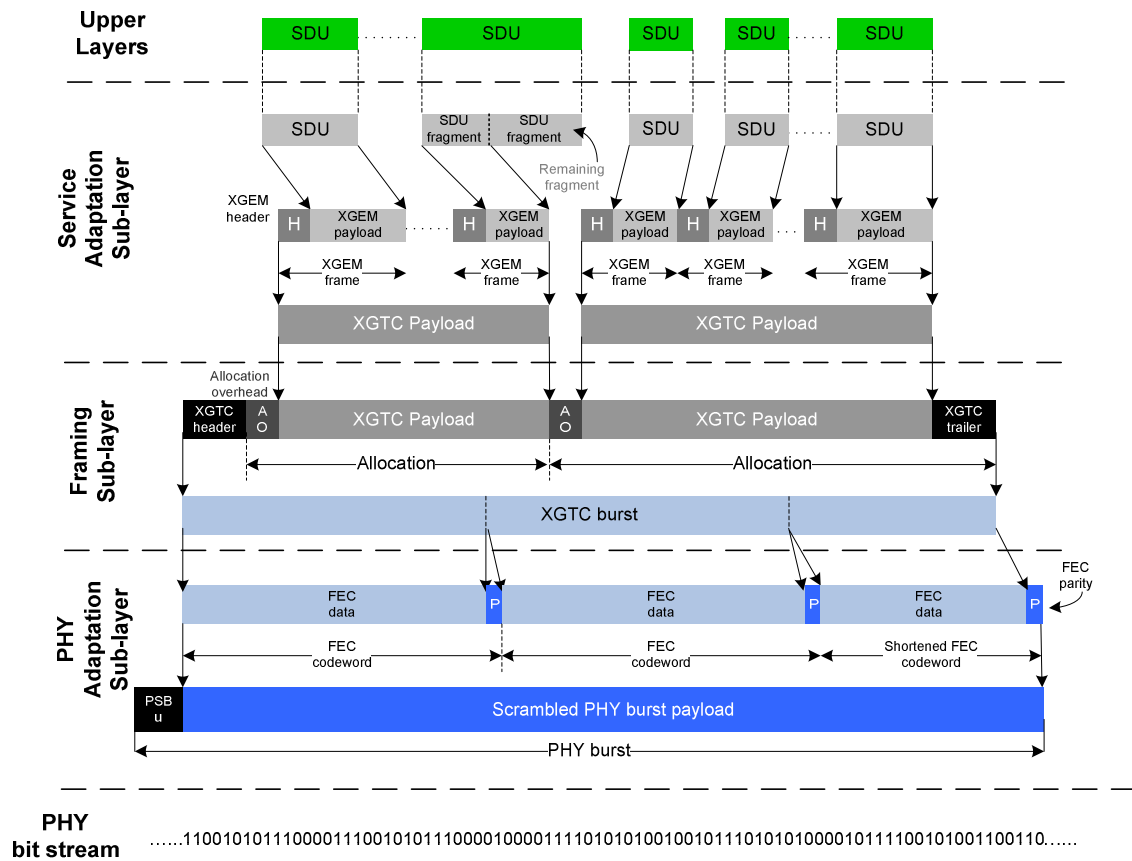 Upper
Layers
SDU
SDU
SDU
SDU
SDU
SDU
SDU
fragment
SDU
fragment
SDU
SDU
SDU
Remaining
fragment
Service
Adaptation
Sub-layer
XGEM
header
H
XGEM
payload
H
XGEM
payload
H
XGEM
payload
H
XGEM
payload
H
XGEM
payload
XGEM
frame
XGEM
frame
XGEM
frame
XGEM
frame
XGEM
frame
XGTC Payload
XGTC Payload
Allocation
overhead
Framing
Sub-layer
XGTC
header
A
O
XGTC Payload
A
O
XGTC Payload
XGTC
trailer
Allocation
Allocation
XGTC burst
PHY
Adaptation
Sub-layer
FEC
data
P
FEC
data
P
FEC
data
P
FEC
parity
FEC
codeword
FEC
codeword
Shortened FEC
codeword
PSB
u
Scrambled PHY burst payload
PHY burst
PHY
bit stream